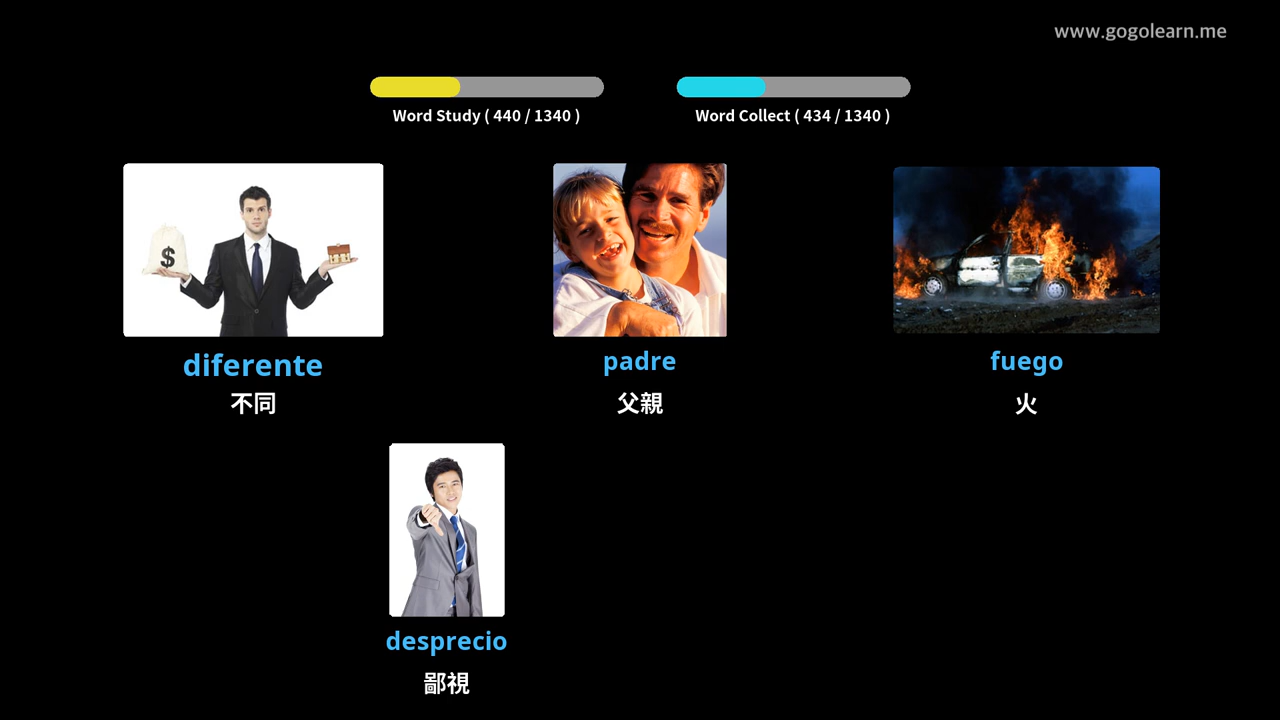 www.gogolearn.me
Word Study ( 440 / 1340 )
Word Collect ( 434 / 1340 )
$
diferente
不同
padre
父親
fuego
火
desprecio
鄙視